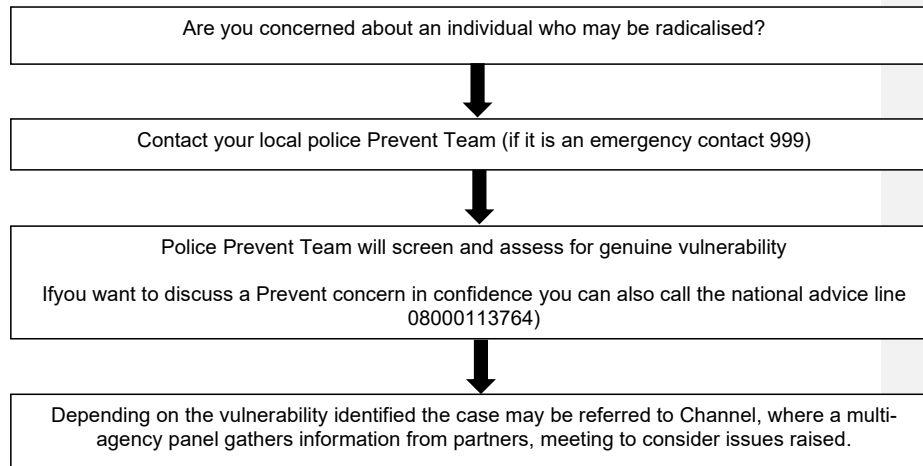 Are you concerned about an individual who may be radicalised?
Contact your local police Prevent Team (if it is an emergency contact 999)
Police Prevent Team will screen and assess for genuine vulnerability
Ifyou want to discuss a Prevent concern in confidence you can also call the national advice line
08000113764)
Depending on the vulnerability identified the case may be referred to Channel, where a multi-
agency panel gathers information from partners, meeting to consider issues raised.